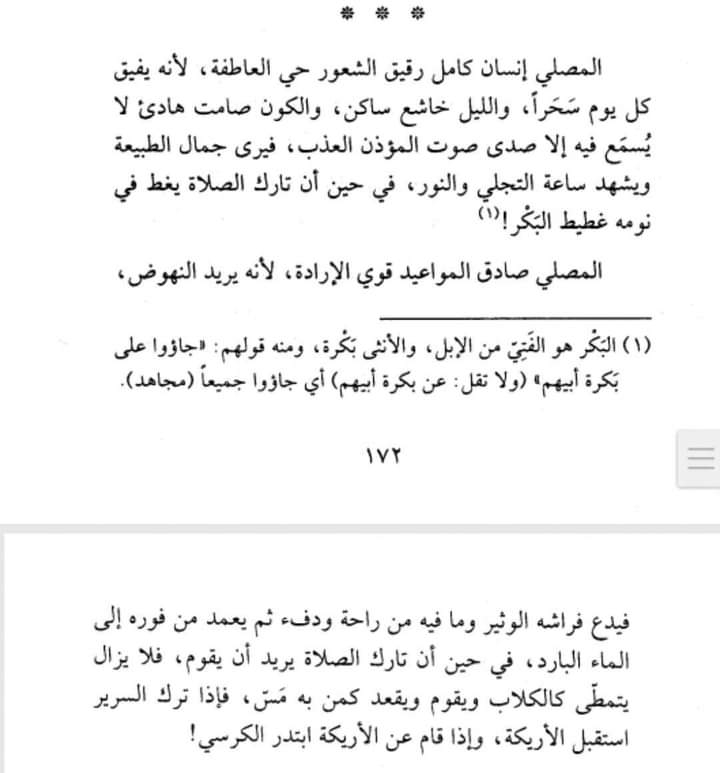 * * *
المصلي إنسان كامل رقيق الشعور حي العاطفة، لأنه يفيق
كل يوم سَحَراً، والليل خاشع ساكن، والكون صامت هادئ لا
يُسمَع فيه إلا صدى صوت المؤذن العذب، فيرى جمال الطبيعة
ويشهد ساعة التجلي والنور، في حين أن تارك الصلاة يغط في
نومه غطيط البَكْر!(١)
المصلي صادق المواعيد قوي الإرادة، لأنه يريد النهوض،
(١) البَكْر هو الفَتِيّ من الإبل، والأنثى بَكْرة، ومنه قولهم: «جاؤوا على
بَكرة أبيهم» (ولا تقل: عن بكرة أبيهم) أي جاؤوا جميعاً (مجاهد).
١٧٢
فيدع فراشه الوثير وما فيه من راحة ودفء ثم يعمد من فوره إلى
الماء البارد، في حين أن تارك الصلاة يريد أن يقوم، فلا يزال
يتمطّى كالكلاب ويقوم ويقعد كمن به مَسّ، فإذا ترك السرير
استقبل الأريكة، وإذا قام عن الأريكة ابتدر الكرسي!